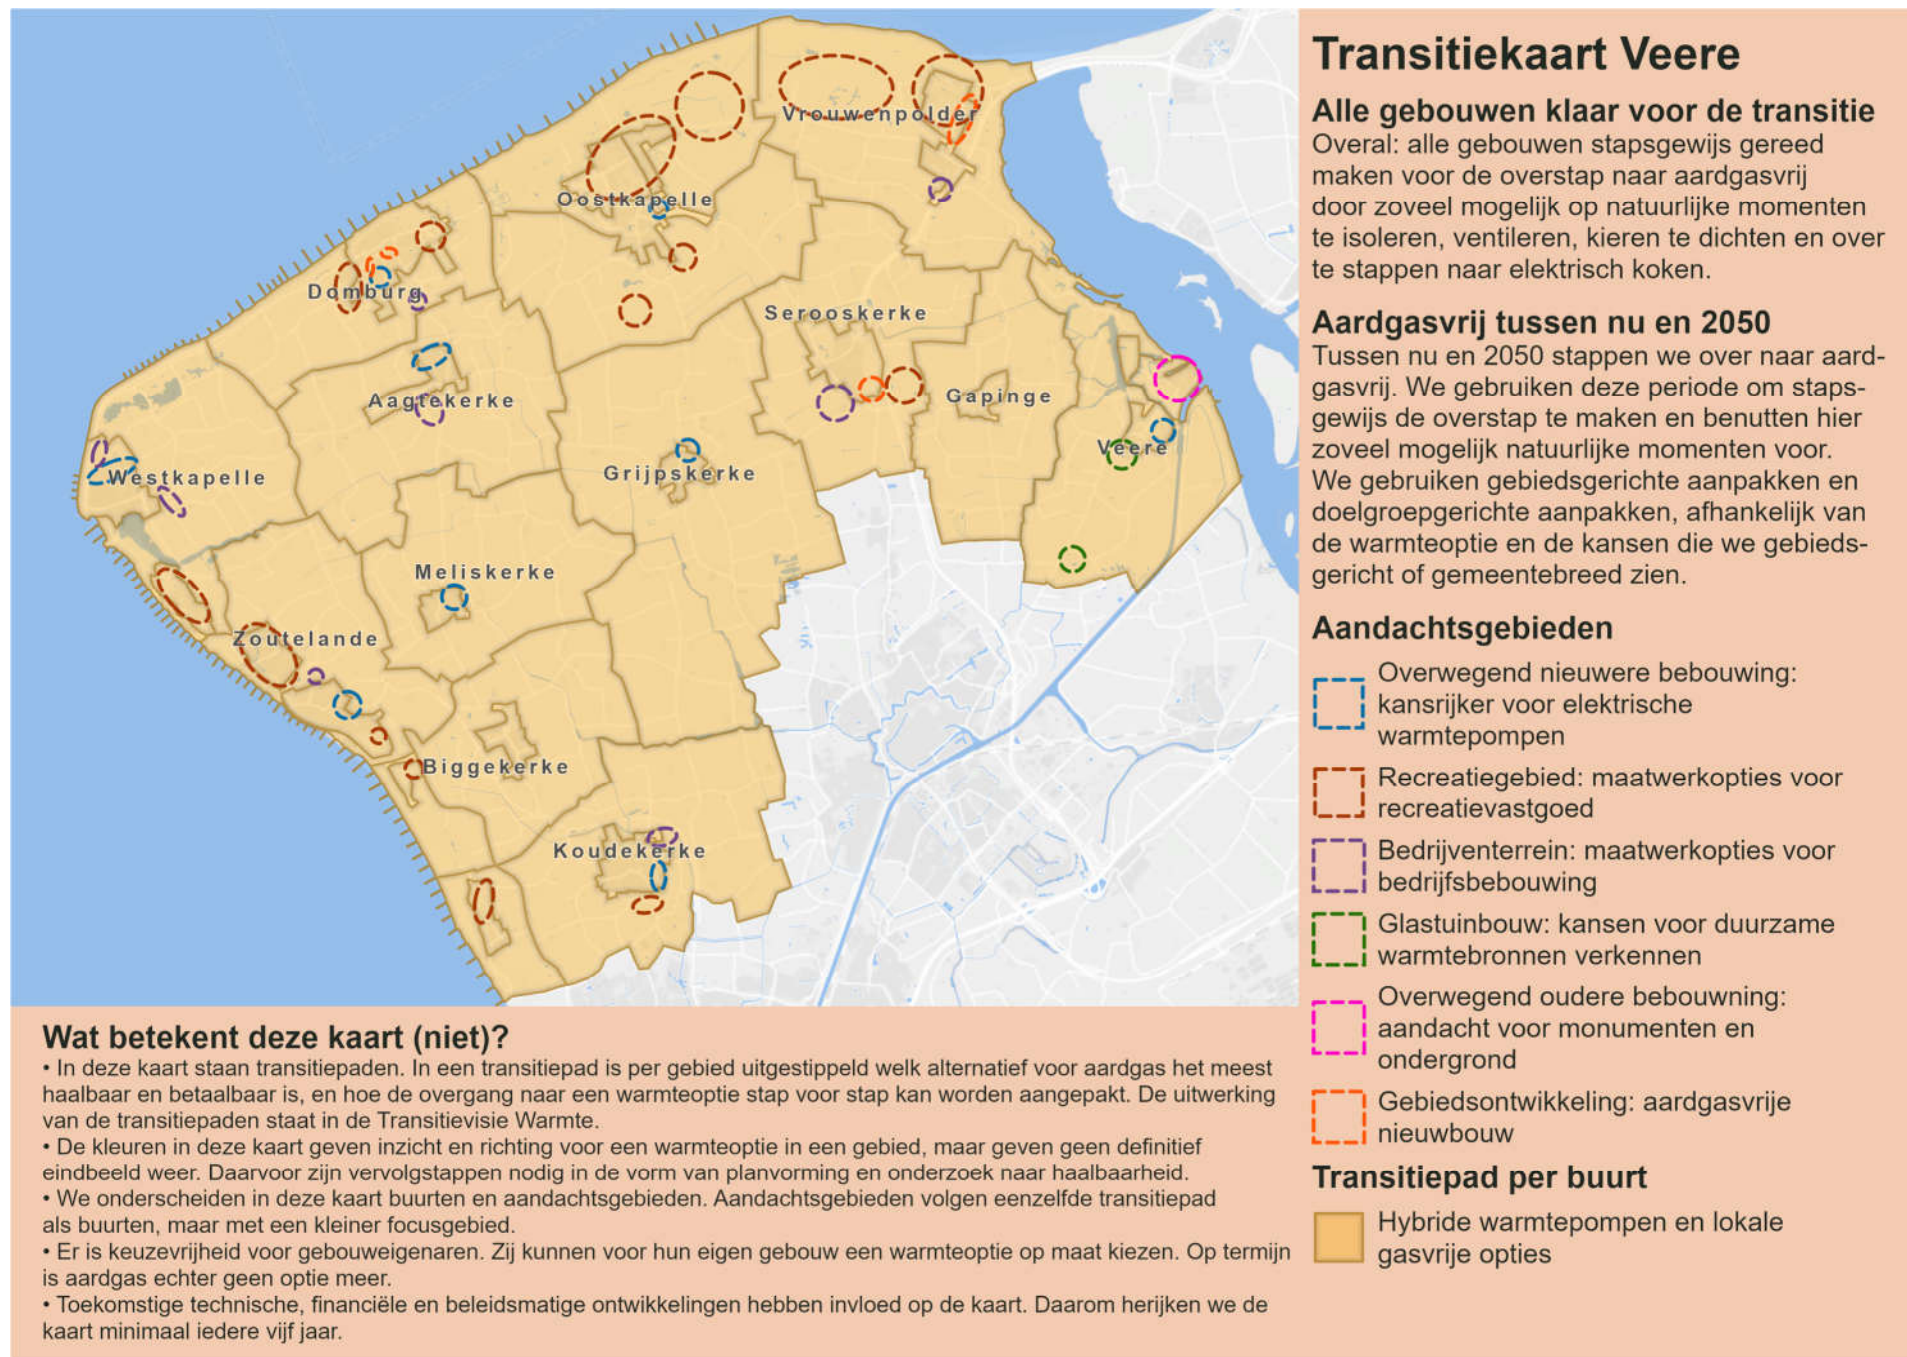 Transitiekaart Veere
Alle gebouwen klaar voor de transitie
Overal: alle gebouwen stapsgewijs gereed
maken voor de overstap naar aardgasvrij
door zoveel mogelijk op natuurlijke momenten
te isoleren, ventileren, kieren te dichten en over
te stappen naar elektrisch koken.
Aardgasvrij tussen nu en 2050
Tussen nu en 2050 stappen we over naar aard-
gasvrij. We gebruiken deze periode om staps-
gewijs de overstap te maken en benutten hier
zoveel mogelijk natuurlijke momenten voor.
We gebruiken gebiedsgerichte aanpakken en
doelgroepgerichte aanpakken, afhankelijk van
de warmteoptie en de kansen die we gebieds-
gericht of gemeentebreed zien.
Aandachtsgebieden
Overwegend nieuwere bebouwing:
kansrijker voor elektrische
warmtepompen
Recreatiegebied: maatwerkopties voor
recreatievastgoed
Bedrijventerrein: maatwerkopties voor
bedrijfsbebouwing
Glastuinbouw: kansen voor duurzame
warmtebronnen verkennen
Overwegend oudere bebouwning:
aandacht voor monumenten en
ondergrond
Gebiedsontwikkeling: aardgasvrije
nieuwbouw
Transitiepad per buurt
Hybride warmtepompen en lokale
gasvrije opties
Vrouwenpolder
Oostkapelle
Domburg
Serooskerke
Aagtekerke
Gapinge
Veere
Westkapelle
Grijpskerke
Meliskerke
Zoutelande
Biggekerke
Koudekerke
Wat betekent deze kaart (niet)?
• In deze kaart staan transitiepaden. In een transitiepad is per gebied uitgestippeld welk alternatief voor aardgas het meest
haalbaar en betaalbaar is, en hoe de overgang naar een warmteoptie stap voor stap kan worden aangepakt. De uitwerking
van de transitiepaden staat in de Transitievisie Warmte.
• De kleuren in deze kaart geven inzicht en richting voor een warmteoptie in een gebied, maar geven geen definitief
eindbeeld weer. Daarvoor zijn vervolgstappen nodig in de vorm van planvorming en onderzoek naar haalbaarheid.
• We onderscheiden in deze kaart buurten en aandachtsgebieden. Aandachtsgebieden volgen eenzelfde transitiepad
als buurten, maar met een kleiner focusgebied.
• Er is keuzevrijheid voor gebouweigenaren. Zij kunnen voor hun eigen gebouw een warmteoptie op maat kiezen. Op termijn
is aardgas echter geen optie meer.
• Toekomstige technische, financiële en beleidsmatige ontwikkelingen hebben invloed op de kaart. Daarom herijken we de
kaart minimaal iedere vijf jaar.